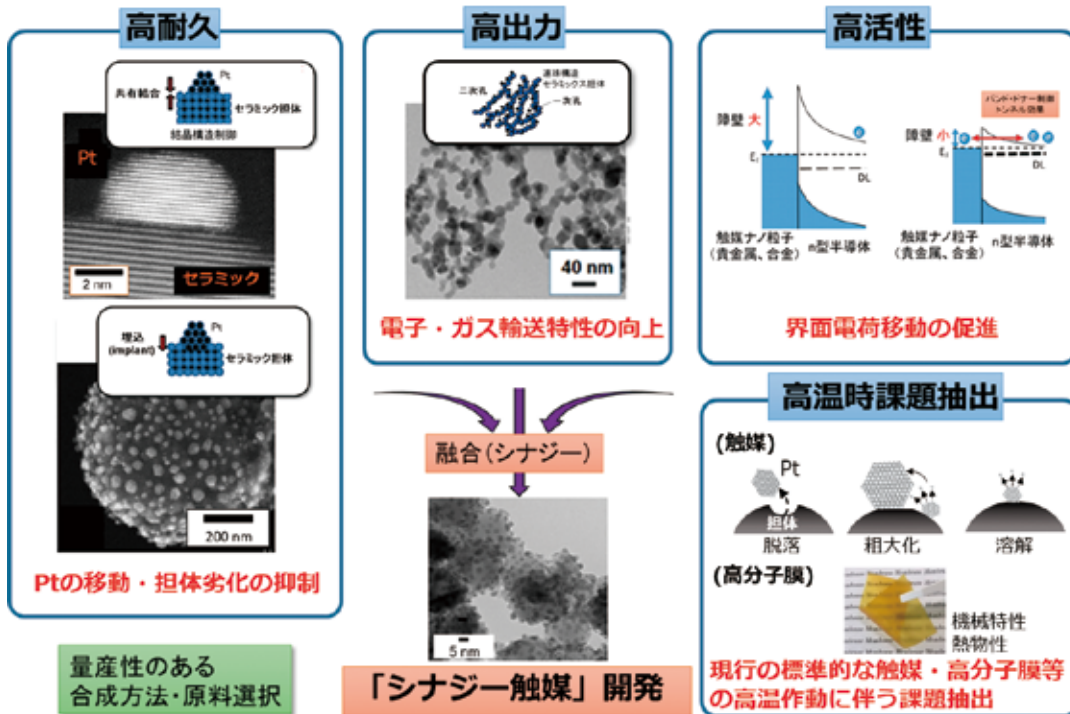 高耐久
Pt
共有結合
セラミック担体
結晶構造制御
Pt
2 nm
セラミック
Pt
埋込
(implant)
セラミック担体
200 nm
Ptの移動・担体劣化の抑制
量産性のある
合成方法・原料選択
高出力
連珠構造
セラミックス担体
二次孔
一次孔
40 nm
電子・ガス輸送特性の向上
融合(シナジー)
5 nm
「シナジー触媒」開発
高活性
障壁 大
DL
触媒ナノ粒子
(貴金属、合金)
n型半導体
バンド・ドナー制御
トンネル効果
障壁 小
DL
触媒ナノ粒子
(貴金属、合金)
n型半導体
界面電荷移動の促進
高温時課題抽出
(触媒)
Pt
担体
脱落
粗大化
溶解
(高分子膜)
機械特性
熱物性
現行の標準的な触媒・高分子膜等
の高温作動に伴う課題抽出